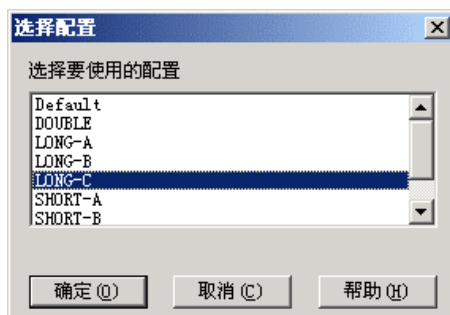 选择配置
选择要使用的配置
Default
DOUBLE
LONG-A
LONG-B
LONG-C
SHORT-A
SHORT-B
确定(O) 取消(C) 帮助(H)